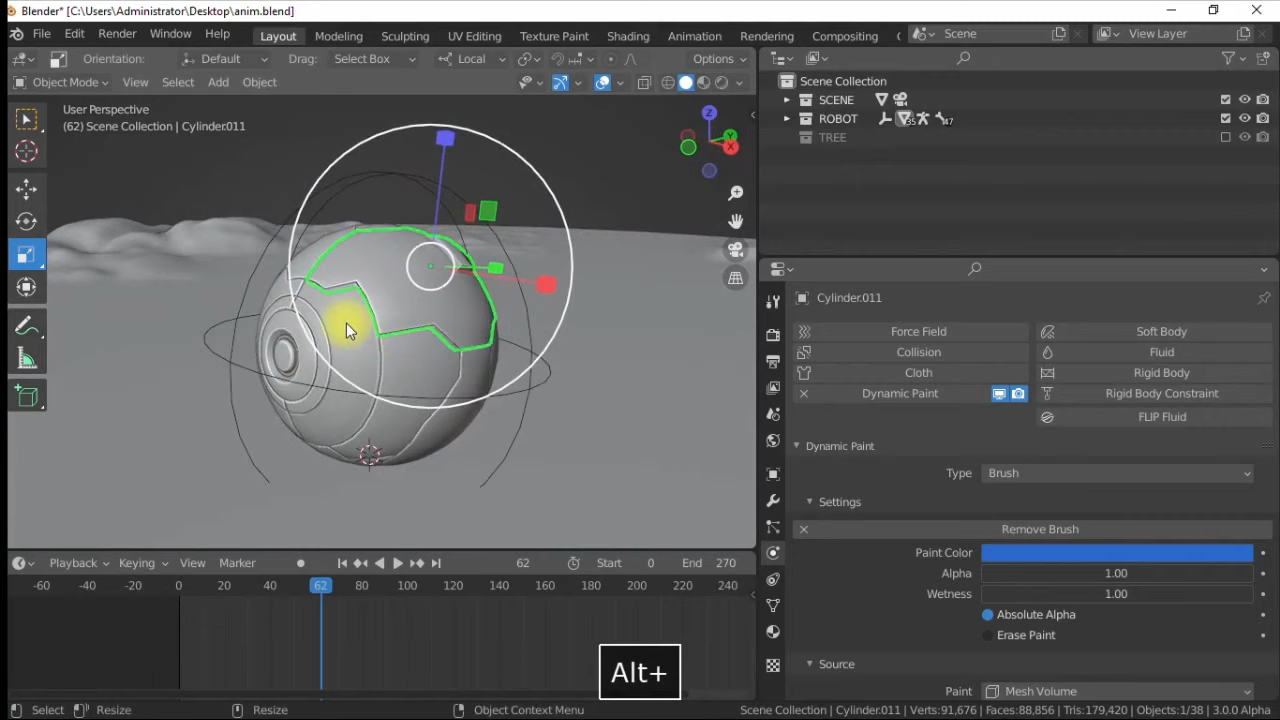 Blender* [C:\Users\Administrator\Desktop\anim.blend]
File Edit Render Window Help Layout Modeling Sculpting UV Editing Texture Paint Shading Animation Rendering Compositing Scene View Layer
Orientation: Default Drag: Select Box Local Options
Object Mode View Select Add Object
User Perspective
(62) Scene Collection | Cylinder.011
Z
Y
X
Scene Collection
SCENE
ROBOT 35 47
TREE
Cylinder.011
Force Field Soft Body
Collision Fluid
Cloth Rigid Body
Dynamic Paint Rigid Body Constraint
FLIP Fluid
Dynamic Paint
Type Brush
Settings
Remove Brush
Paint Color
Alpha 1.00
Wetness 1.00
Absolute Alpha
Erase Paint
Source
Paint Mesh Volume
Playback Keying View Marker 62 Start 0 End 270
-60 -40 -20 0 20 40 62 80 100 120 140 160 180 200 220 240
Alt+
Select Resize Resize Object Context Menu Scene Collection | Cylinder.011 | Verts:91,676 | Faces:88,856 | Tris:179,420 | Objects:1/38 | 3.0.0 Alpha